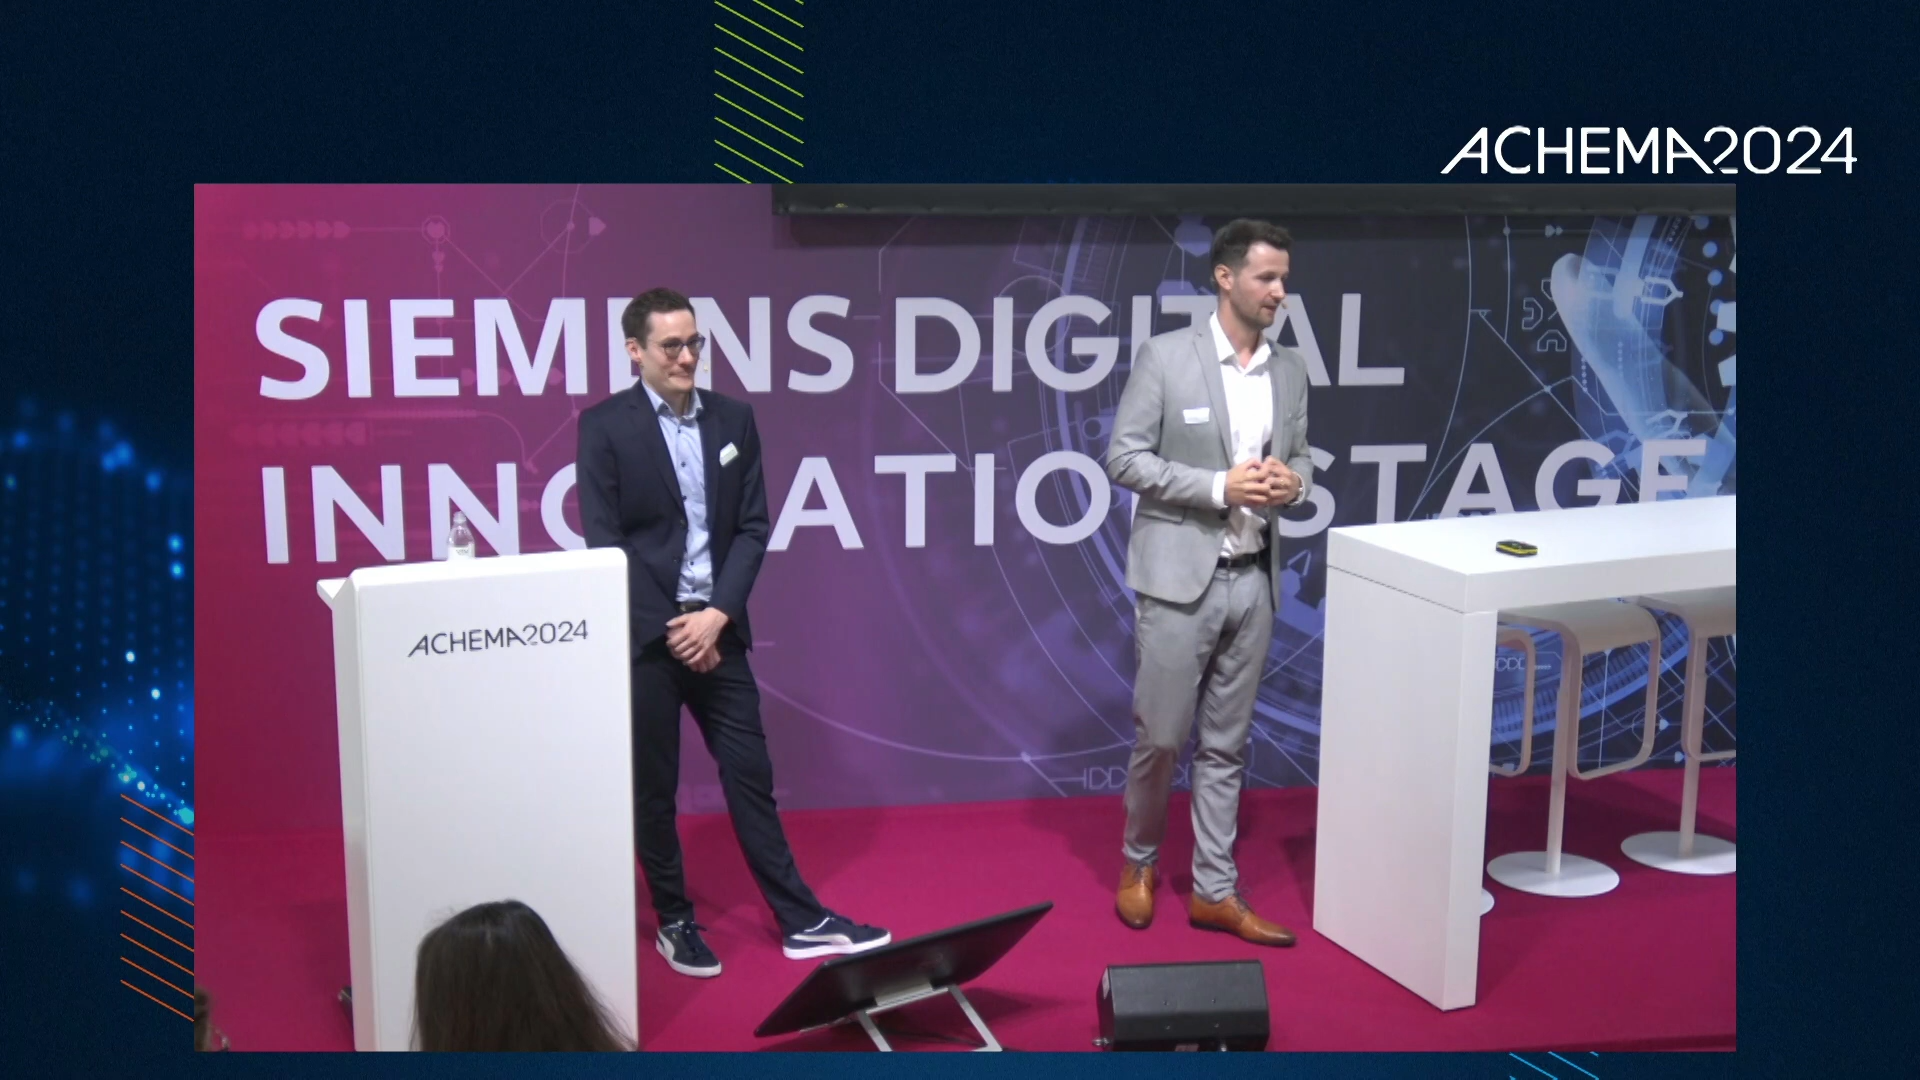 ACHEMA2024
SIEMENS DIGITAL
INNOVATION STAGE
ACHEMA2024